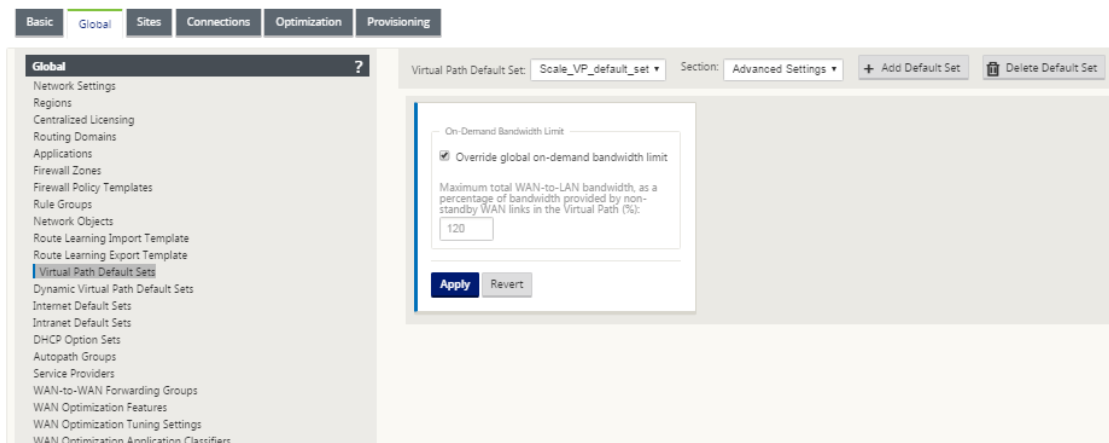 Basic Global Sites Connections Optimization Provisioning
Global ?
Network Settings
Regions
Centralized Licensing
Routing Domains
Applications
Firewall Zones
Firewall Policy Templates
Rule Groups
Network Objects
Route Learning Import Template
Route Learning Export Template
Virtual Path Default Sets
Dynamic Virtual Path Default Sets
Internet Default Sets
Intranet Default Sets
DHCP Option Sets
Autopath Groups
Service Providers
WAN-to-WAN Forwarding Groups
WAN Optimization Features
WAN Optimization Tuning Settings
WAN Optimization Application Classifiers
Virtual Path Default Set: Scale_VP_default_set Section: Advanced Settings + Add Default Set Delete Default Set
On-Demand Bandwidth Limit
Override global on-demand bandwidth limit
Maximum total WAN-to-LAN bandwidth, as a
percentage of bandwidth provided by non-
standby WAN links in the Virtual Path (%):
120
Apply Revert